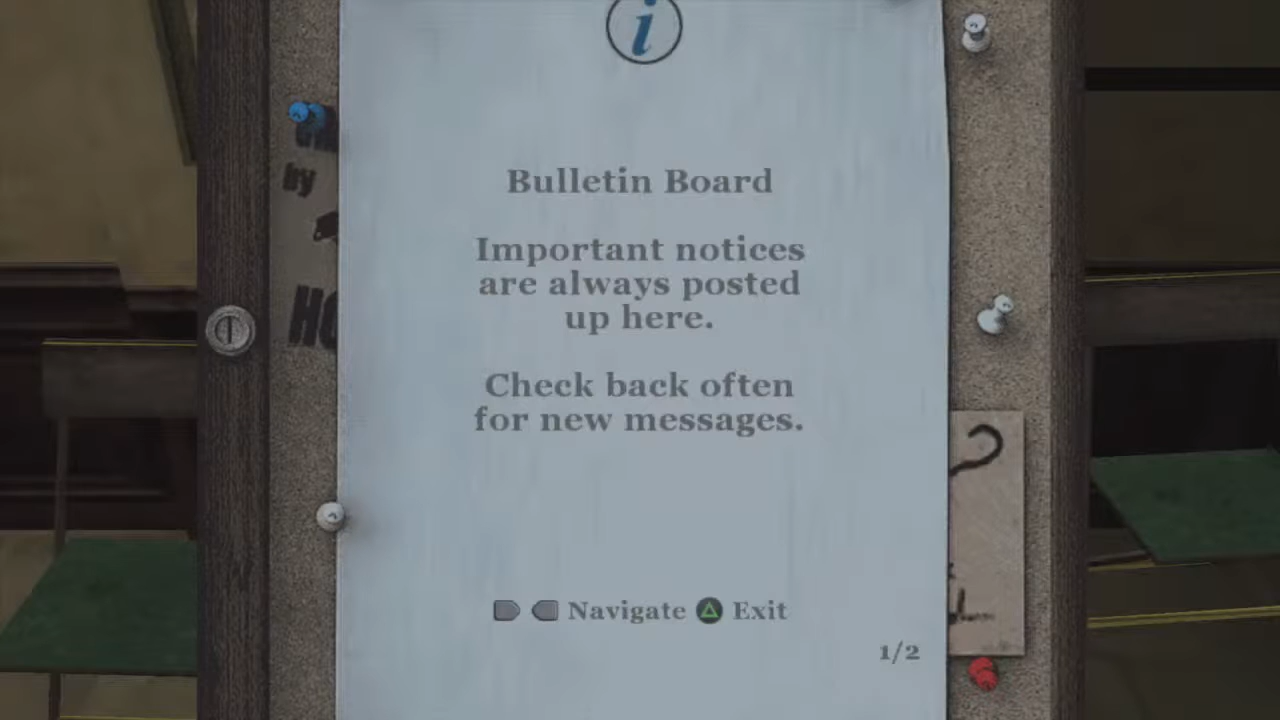 i
by
HO
Bulletin Board
Important notices
are always posted
up here.
Check back often
for new messages.
?
Navigate Exit
1/2